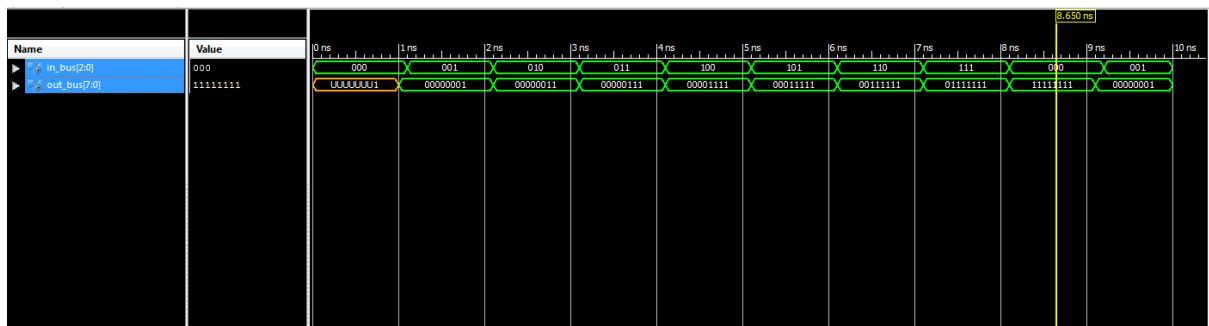 8.650 ns
Name Value 0 ns 1 ns 2 ns 3 ns 4 ns 5 ns 6 ns 7 ns 8 ns 9 ns 10 ns
in_bus[2:0] 000 000 001 010 011 100 101 110 111 000 001
out_bus[7:0] 11111111 UUUUUUU1 00000001 00000011 00000111 00001111 00011111 00111111 01111111 11111111 00000001